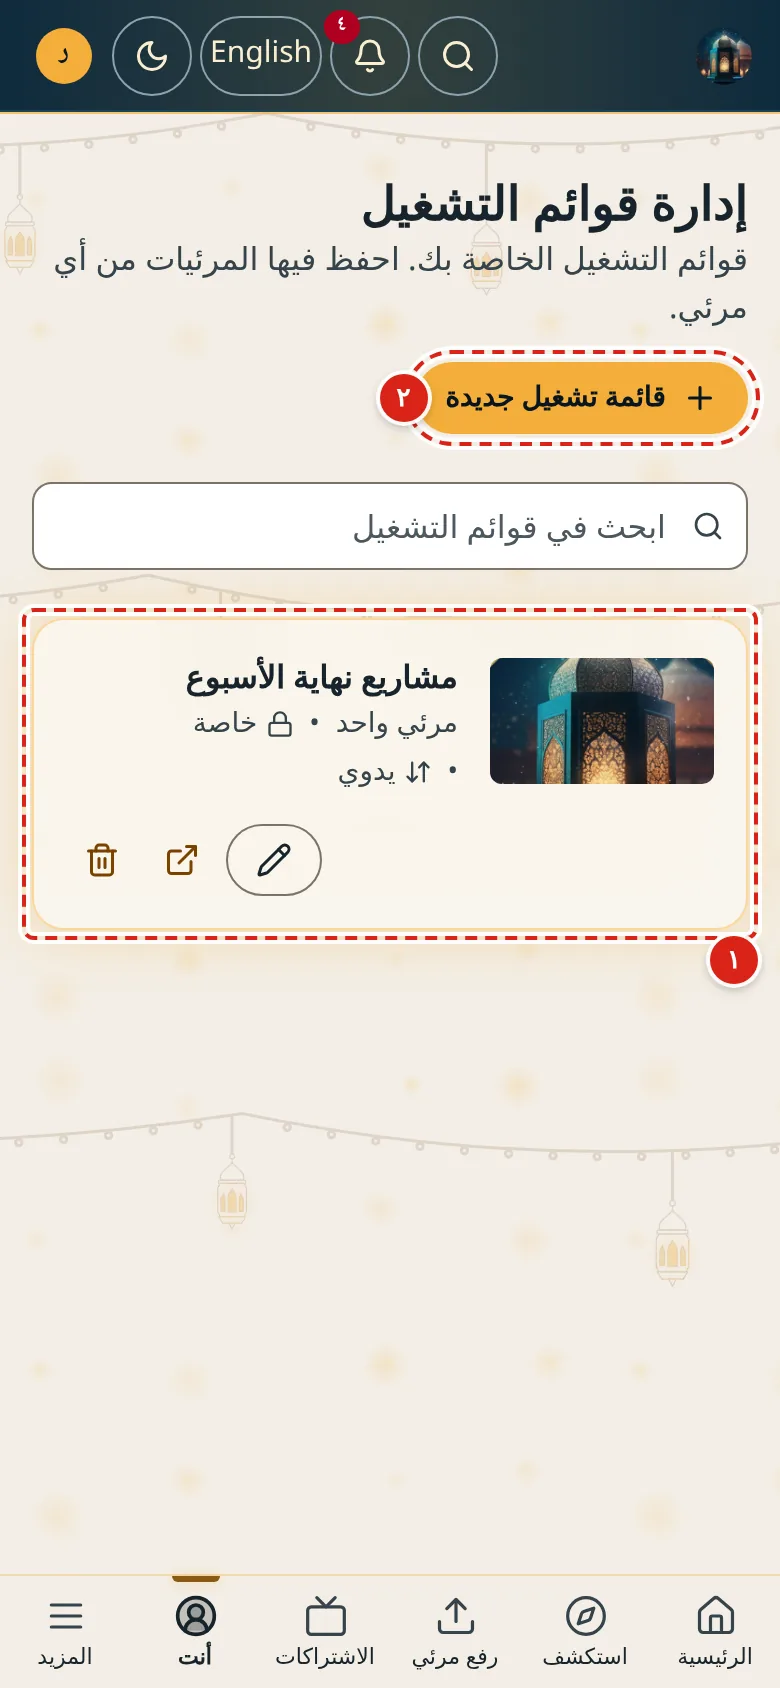 ر
English
٤
إدارة قوائم التشغيل
قوائم التشغيل الخاصة بك. احفظ فيها المرئيات من أي
مرئي.
قائمة تشغيل جديدة
٢
ابحث في قوائم التشغيل
مشاريع نهاية الأسبوع
مرئي واحد • خاصة
• يدوي
١
الرئيسية
استكشف
رفع مرئي
الاشتراكات
أنت
المزيد